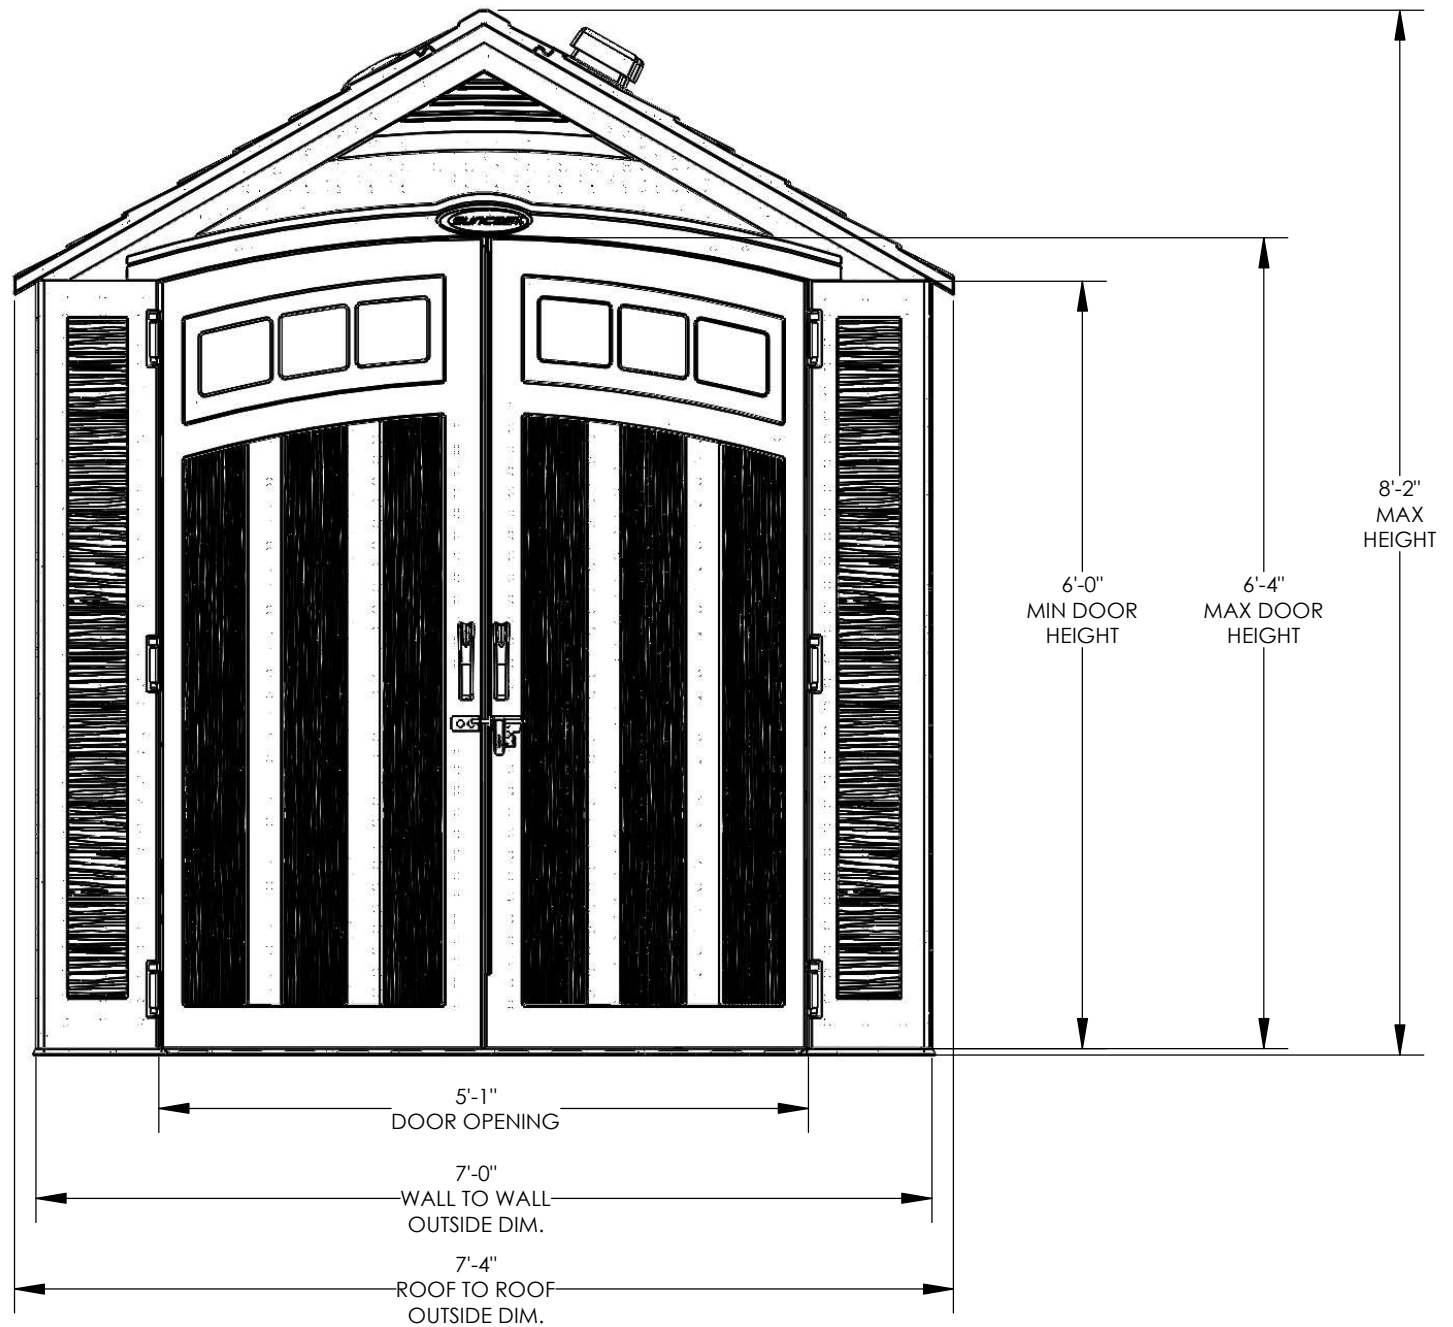 SUNCAST
8'-2"
MAX
HEIGHT
6'-0"
MIN DOOR
HEIGHT
6'-4"
MAX DOOR
HEIGHT
5'-1"
DOOR OPENING
7'-0"
WALL TO WALL
OUTSIDE DIM.
7'-4"
ROOF TO ROOF
OUTSIDE DIM.